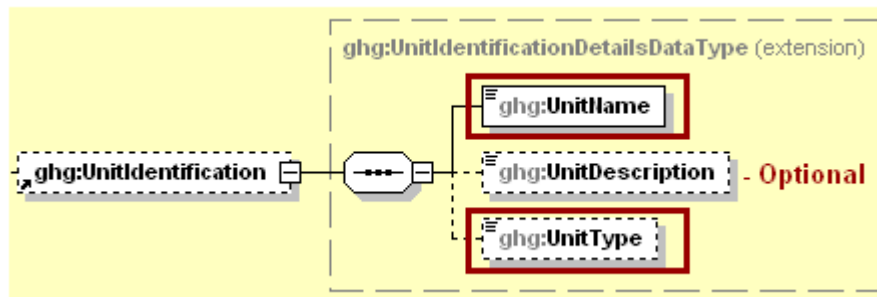 ghg:UnitIdentificationDetailsDataType (extension)
ghg:UnitName
ghg:UnitIdentification
ghg:UnitDescription - Optional
ghg:UnitType